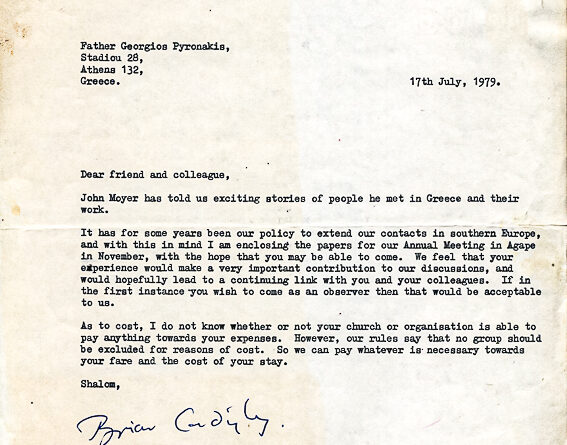 Father Georgios Pyronakis,
Stadiou 28,
Athens 132,
Greece.
17th July, 1979.
Dear friend and colleague,
John Moyer has told us exciting stories of people he met in Greece and their
work.
It has for some years been our policy to extend our contacts in southern Europe,
and with this in mind I am enclosing the papers for our Annual Meeting in Agape
in November, with the hope that you may be able to come. We feel that your
experience would make a very important contribution to our discussions, and
would hopefully lead to a continuing link with you and your colleagues. If in
the first instance you wish to come as an observer then that would be acceptable
to us.
As to cost, I do not know whether or not your church or organisation is able to
pay anything towards your expenses. However, our rules say that no group should
be excluded for reasons of cost. So we can pay whatever is necessary towards
your fare and the cost of your stay.
Shalom,
Brian